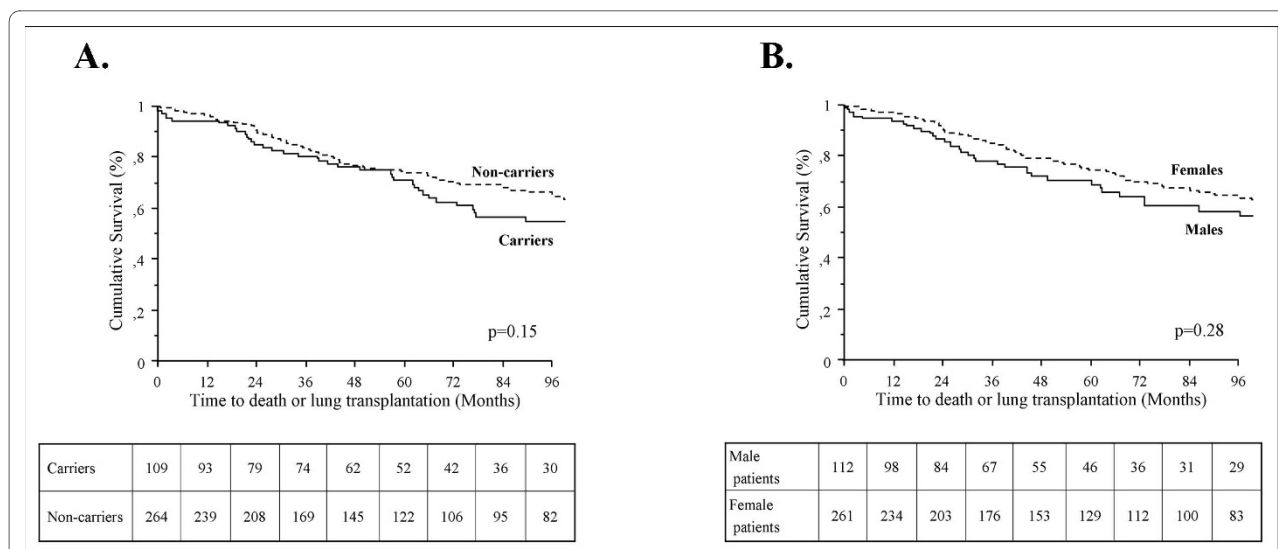 A.
Cumulative Survival (%)
1
,8
,6
,4
,2
0
Non-carriers
Carriers
p=0.15
0 12 24 36 48 60 72 84 96
Time to death or lung transplantation (Months)
Carriers 109 93 79 74 62 52 42 36 30
Non-carriers 264 239 208 169 145 122 106 95 82
B.
Cumulative Survival (%)
1
,8
,6
,4
,2
0
Females
Males
p=0.28
0 12 24 36 48 60 72 84 96
Time to death or lung transplantation (Months)
Male
patients 112 98 84 67 55 46 36 31 29
Female
patients 261 234 203 176 153 129 112 100 83